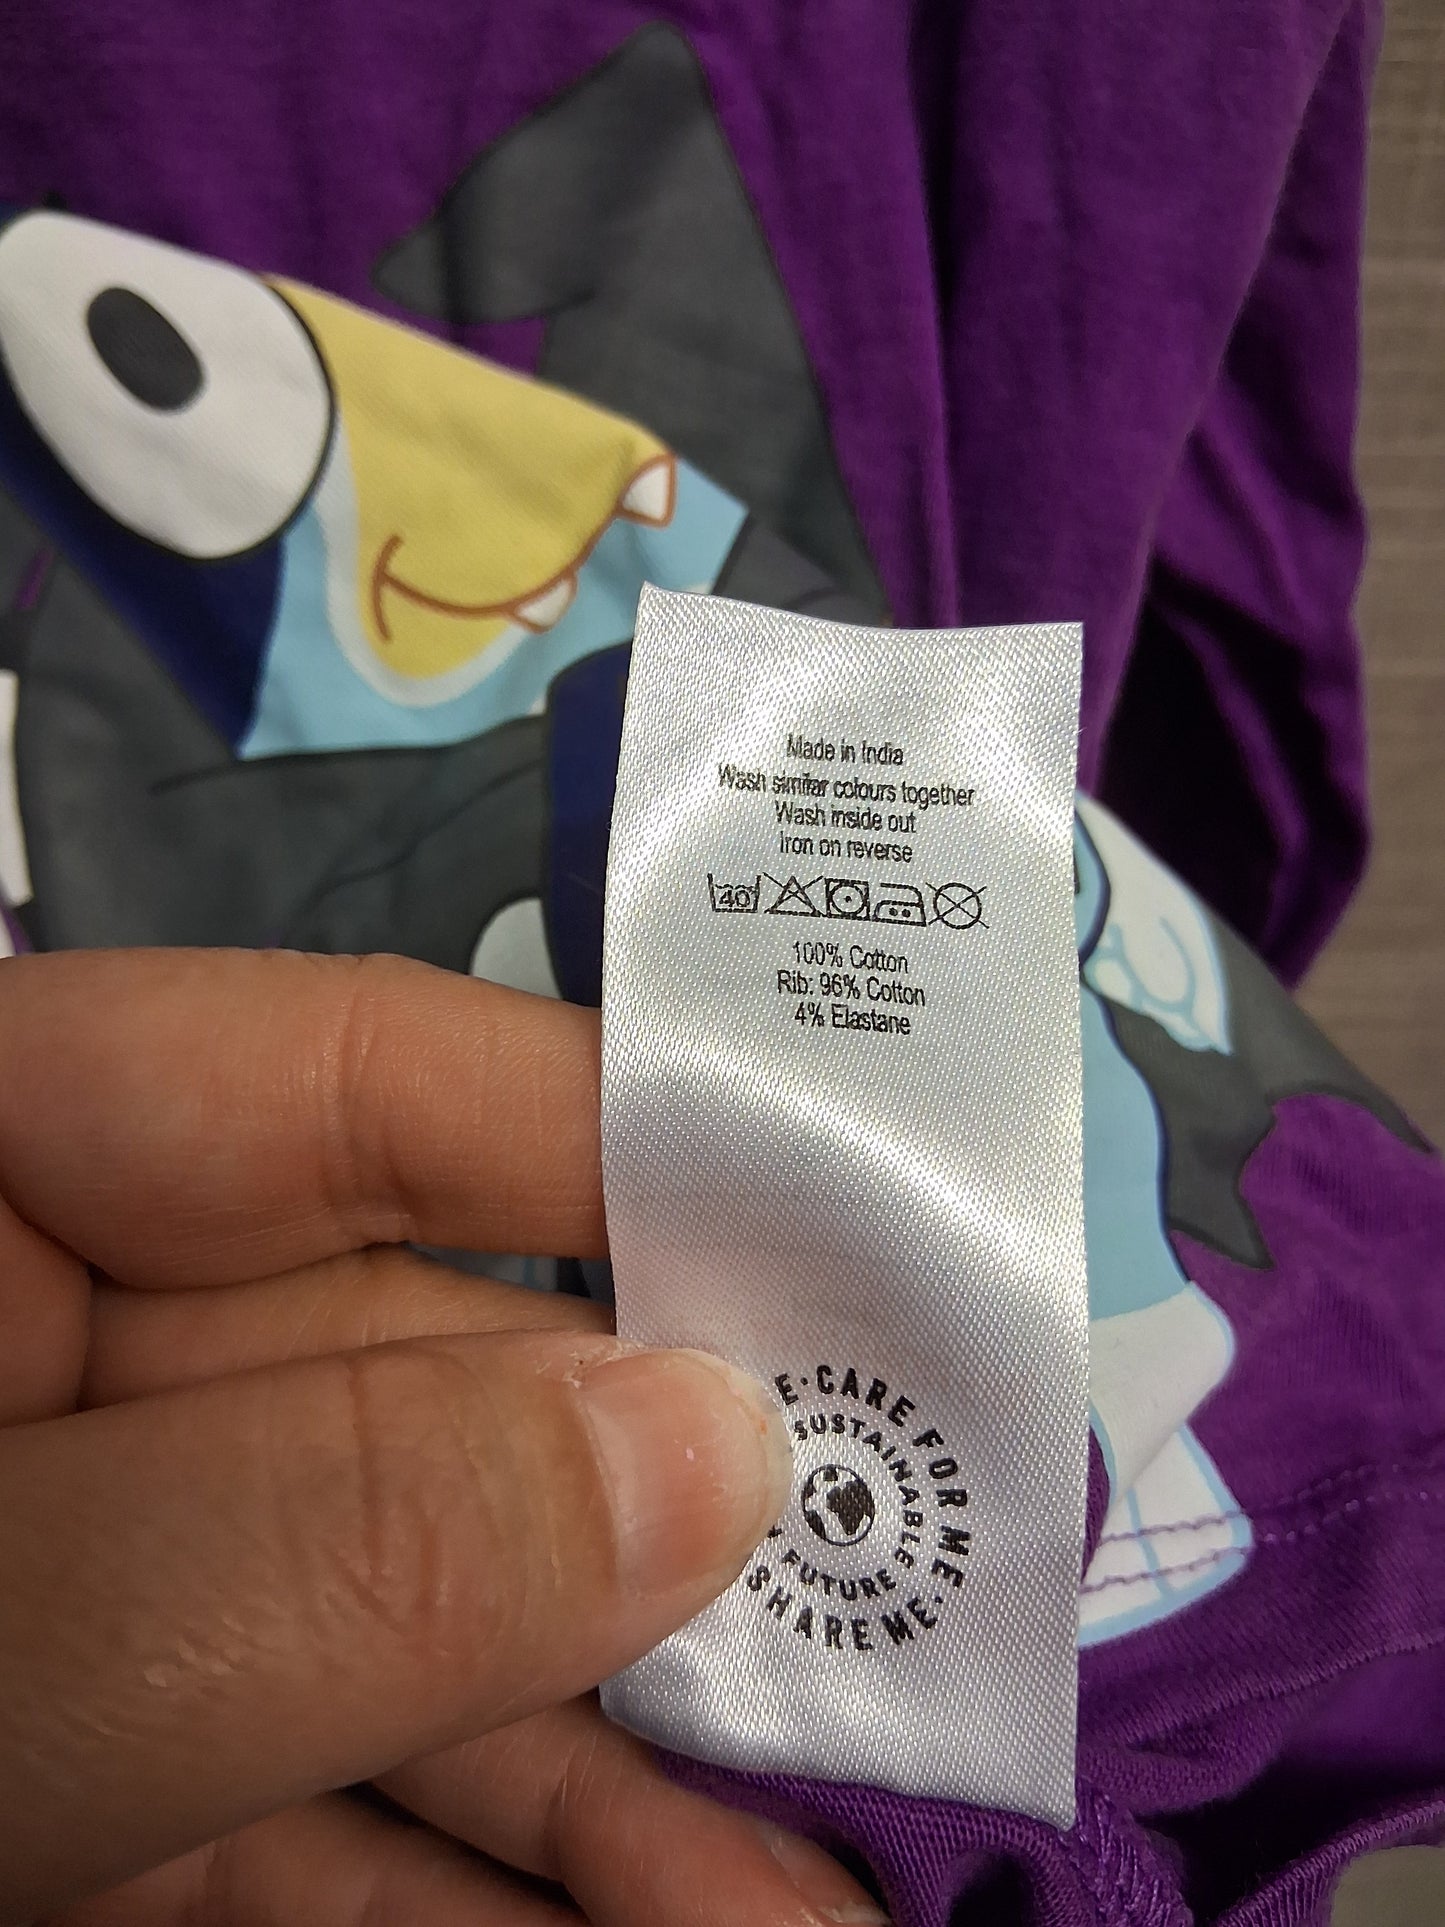 Made in India
Wash similar colours together
Wash inside out
Iron on reverse
40
100% Cotton
Rib: 96% Cotton
4% Elastane
CARE FOR ME · SHARE ME ·
SUSTAINABLE FUTURE